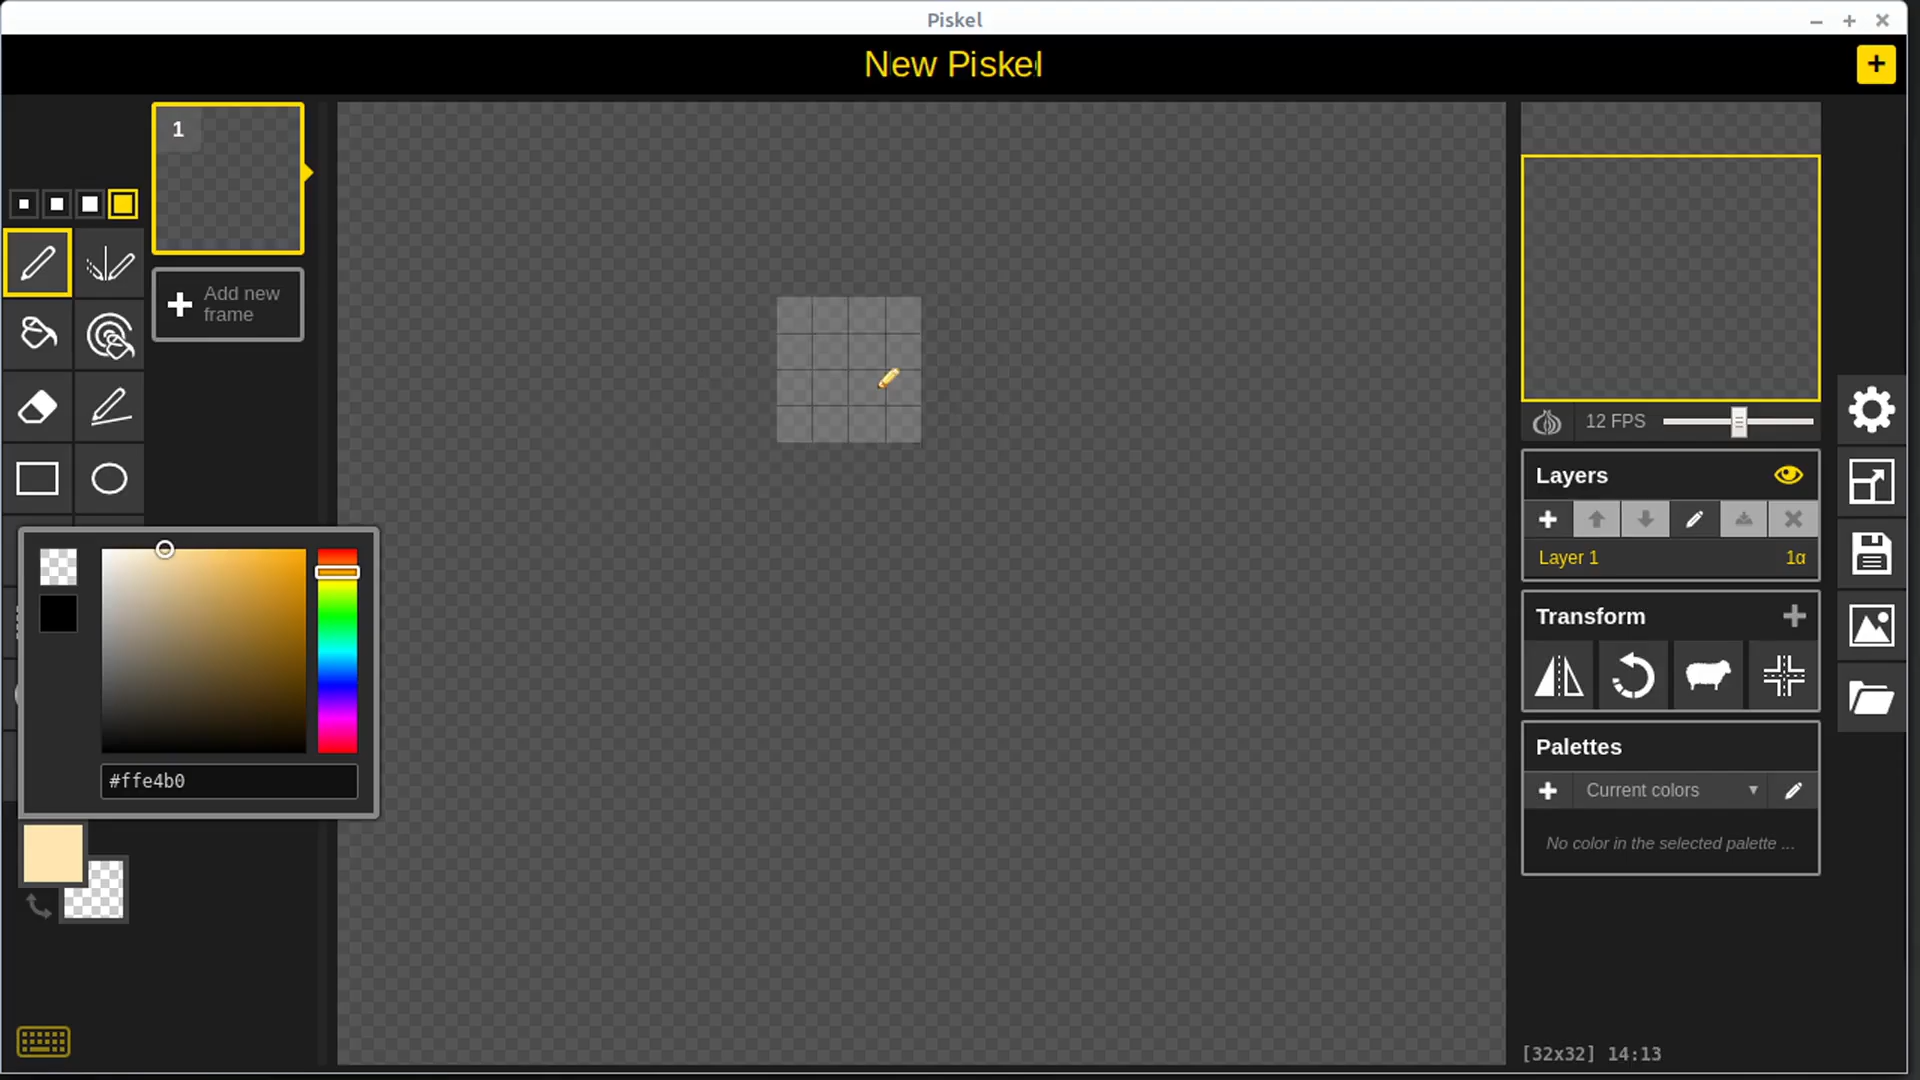 Piskel
New Piskel
1
Add new
frame
12 FPS
Layers
Layer 1
1α
Transform
Palettes
Current colors
No color in the selected palette ...
#ffe4b0
[32x32] 14:13